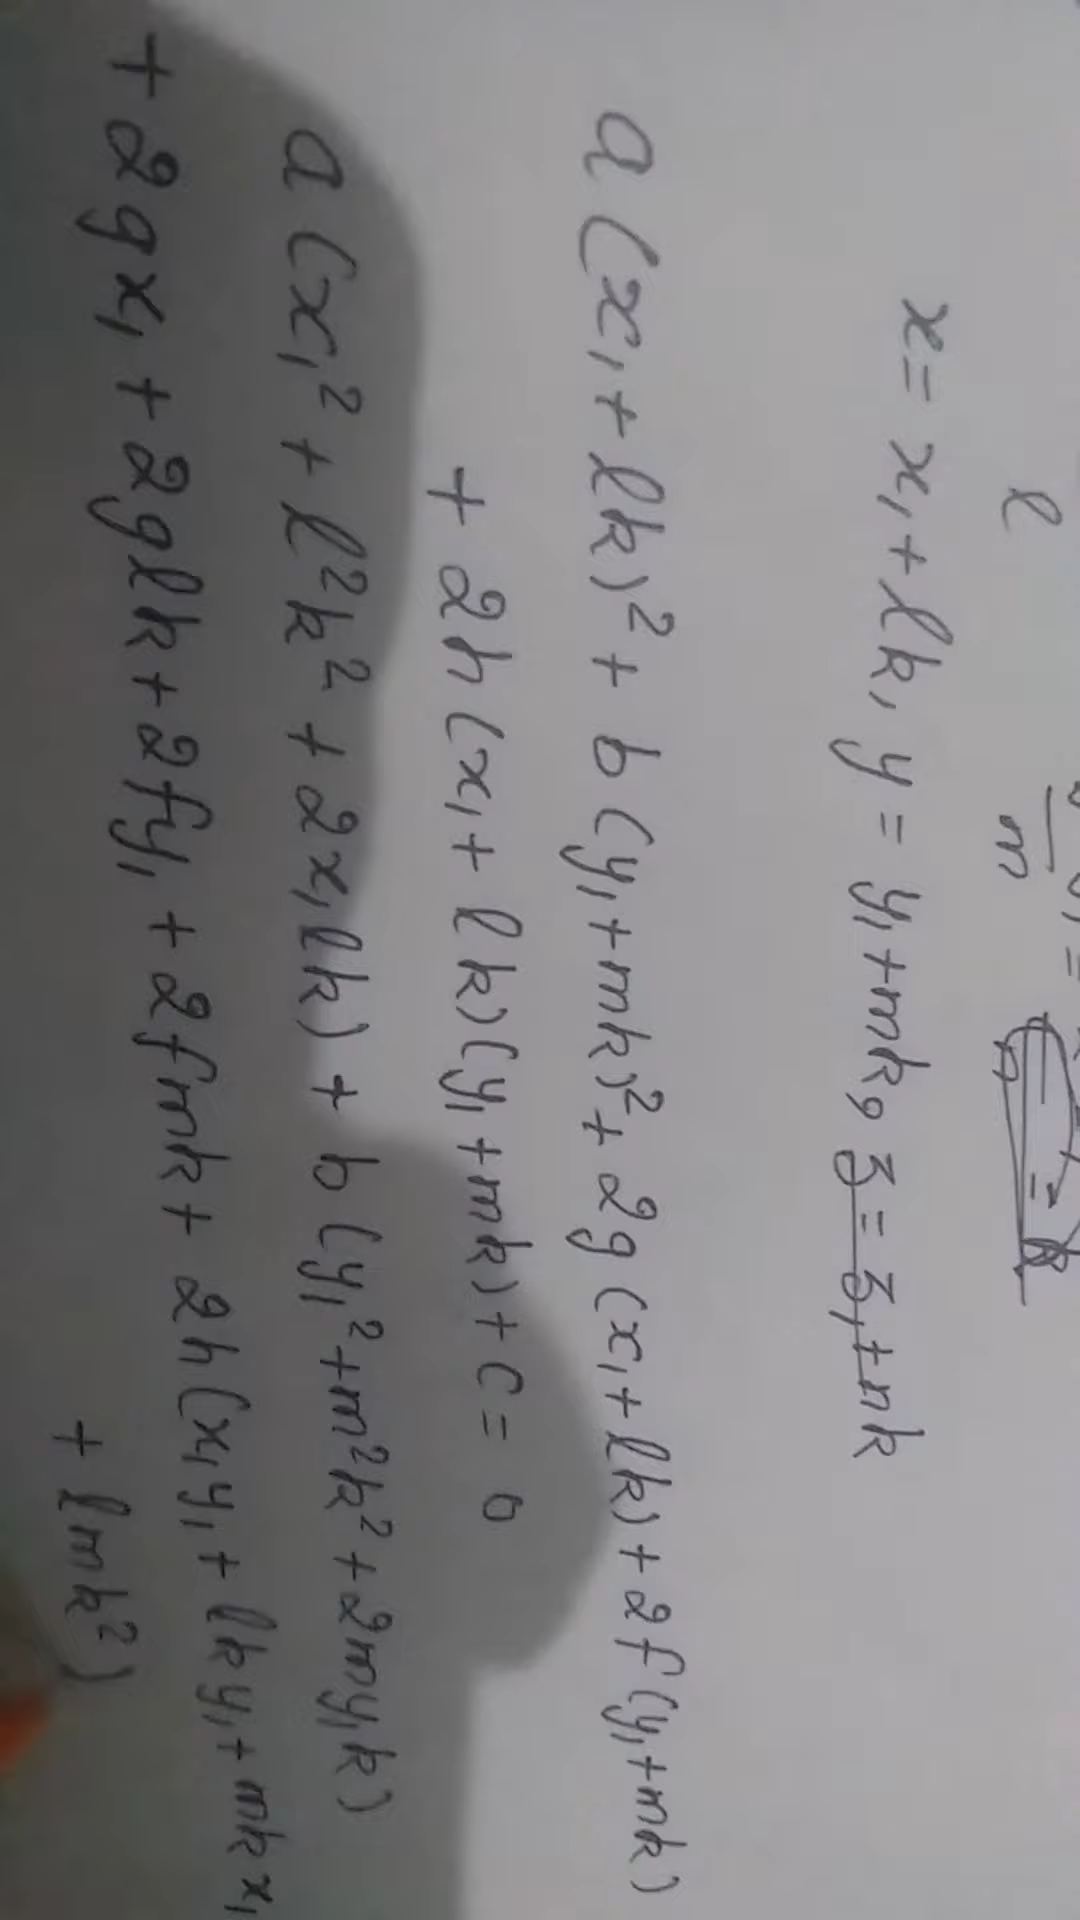 l m
x = x₁ + lk, y = y₁ + mk, z = z₁ + nk
a (x₁ + lk)² + b (y₁ + mk)² + 2g (x₁ + lk) + 2f (y₁ + mk)
+ 2h (x₁ + lk) (y₁ + mk) + c = 0
a (x₁² + l²k² + 2x₁lk) + b (y₁² + m²k² + 2my₁k)
+ 2gx₁ + 2glk + 2fy₁ + 2fmk + 2h (x₁y₁ + lky₁ + mkx₁
+ lmk²)